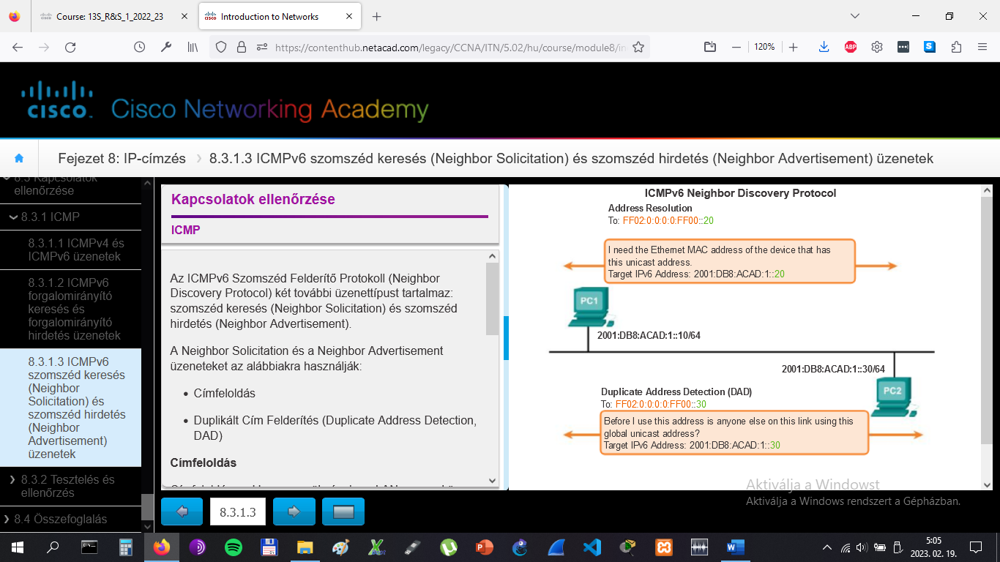 Course: 13S_R&S_1_2022_23
Introduction to Networks
https://contenthub.netacad.com/legacy/CCNA/ITN/5.02/hu/course/module8/in
120%
ABP
CISCO.
Cisco Networking Academy
Fejezet 8: IP-címzés
8.3.1.3 ICMPv6 szomszéd keresés (Neighbor Solicitation) és szomszéd hirdetés (Neighbor Advertisement) üzenetek
8.3 Kapcsolatok
ellenőrzése
8.3.1 ICMP
8.3.1.1 ICMPv4 és
ICMPv6 üzenetek
8.3.1.2 ICMPv6
forgalomirányító
keresés és
forgalomirányító
hirdetés üzenetek
8.3.1.3 ICMPv6
szomszéd keresés
(Neighbor
Solicitation) és
szomszéd hirdetés
(Neighbor
Advertisement)
üzenetek
8.3.2 Tesztelés és
ellenőrzés
8.4 Összefoglalás
Kapcsolatok ellenőrzése
ICMP
Az ICMPv6 Szomszéd Felderítő Protokoll (Neighbor
Discovery Protocol) két további üzenettípust tartalmaz:
szomszéd keresés (Neighbor Solicitation) és szomszéd
hirdetés (Neighbor Advertisement).
A Neighbor Solicitation és a Neighbor Advertisement
üzeneteket az alábbiakra használják:
• Címfeloldás
• Duplikált Cím Felderítés (Duplicate Address Detection,
DAD)
Címfeloldás
8.3.1.3
ICMPv6 Neighbor Discovery Protocol
Address Resolution
To: FF02:0:0:0:0:FF00::20
I need the Ethernet MAC address of the device that has
this unicast address.
Target IPv6 Address: 2001:DB8:ACAD:1::20
PC1
2001:DB8:ACAD:1::10/64
2001:DB8:ACAD:1::30/64
PC2
Duplicate Address Detection (DAD)
To: FF02:0:0:0:0:FF00::30
Before I use this address is anyone else on this link using this
global unicast address?
Target IPv6 Address: 2001:DB8:ACAD:1::30
Aktiválja a Windowst
Aktiválja a Windows rendszert a Gépházban.
5:05
2023. 02. 19.